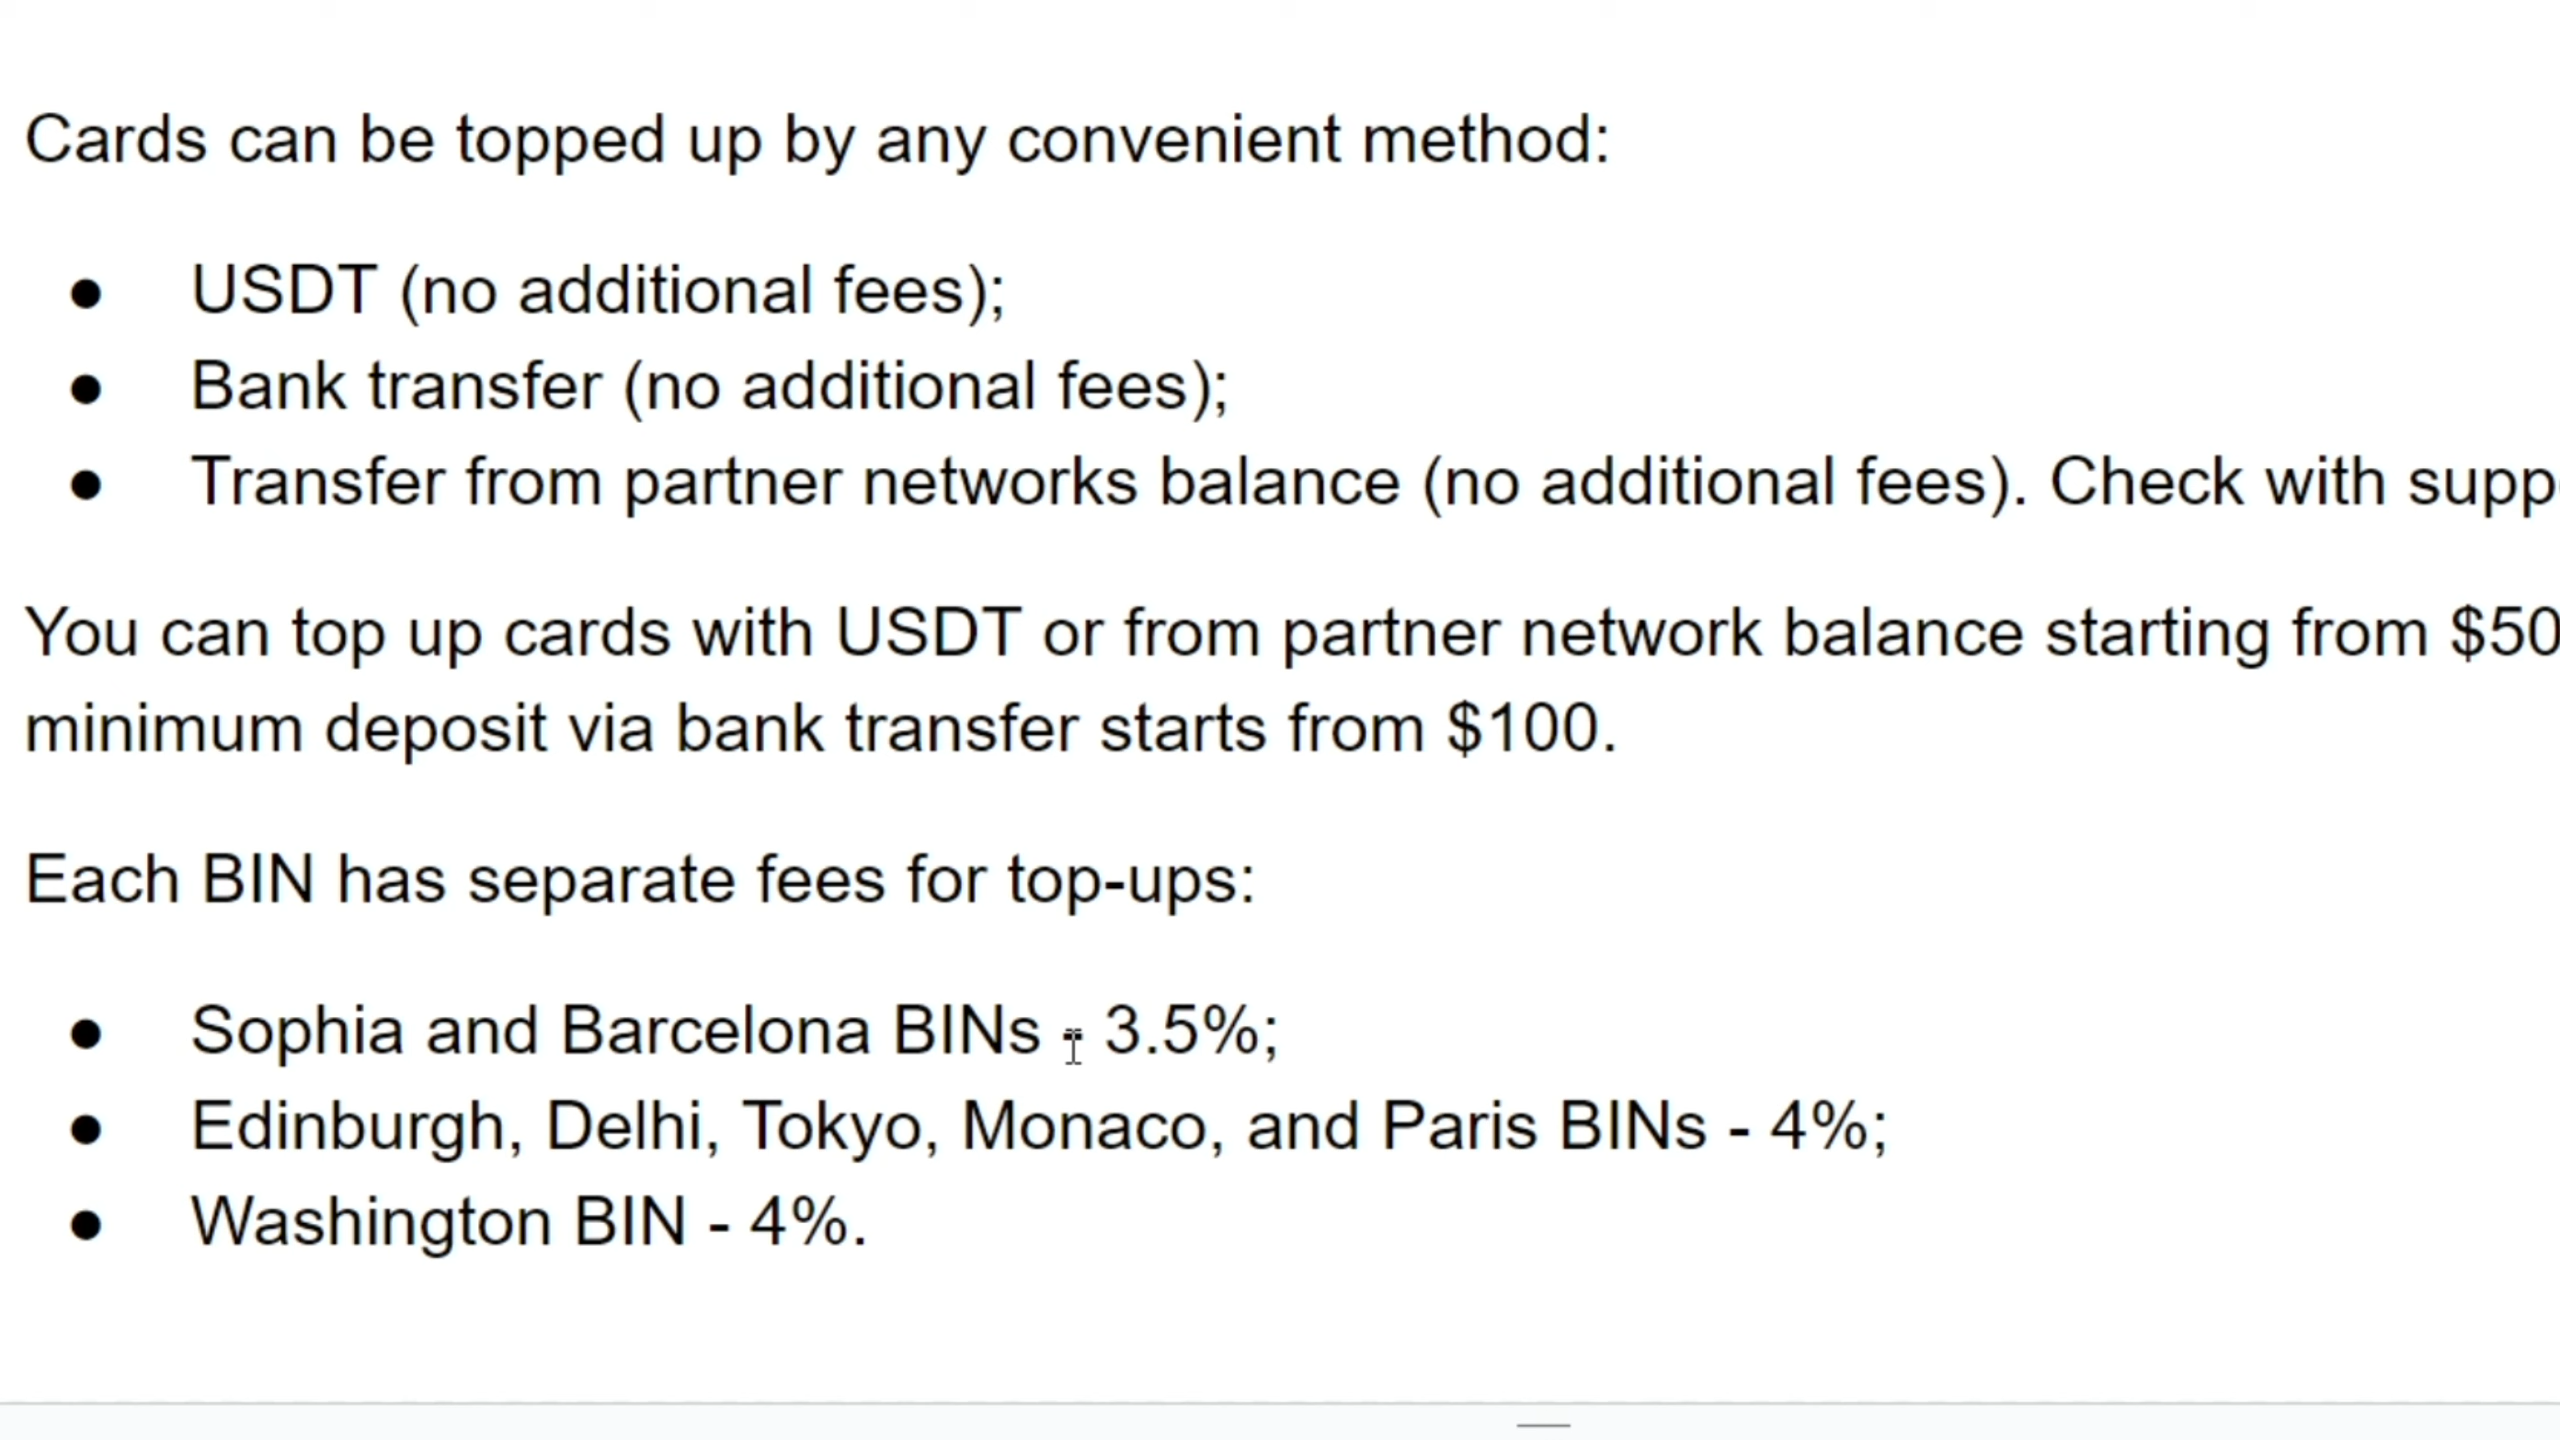 Cards can be topped up by any convenient method:
● USDT (no additional fees);
● Bank transfer (no additional fees);
● Transfer from partner networks balance (no additional fees). Check with
You can top up cards with USDT or from partner network balance starting from $50
minimum deposit via bank transfer starts from $100.
Each BIN has separate fees for top-ups:
● Sophia and Barcelona BINs - 3.5%;
● Edinburgh, Delhi, Tokyo, Monaco, and Paris BINs - 4%;
● Washington BIN - 4%.